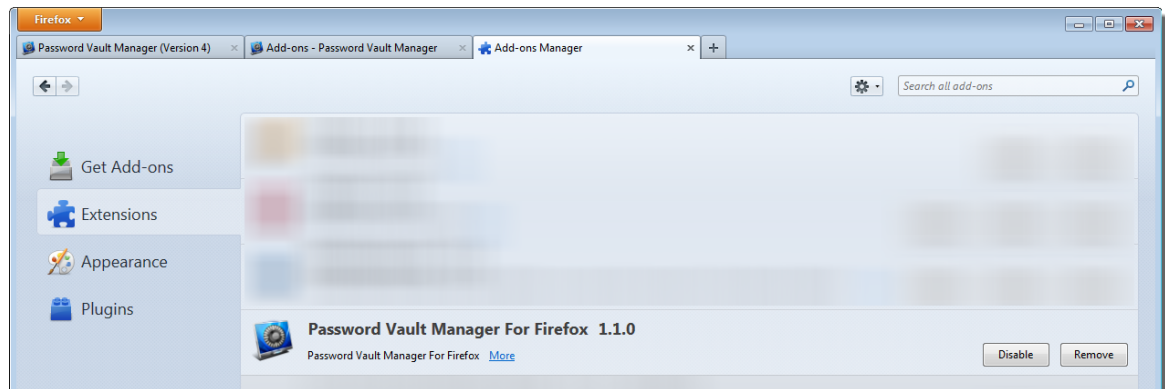 Firefox
Password Vault Manager (Version 4)
Add-ons - Password Vault Manager
Add-ons Manager
Search all add-ons
Get Add-ons
Extensions
Appearance
Plugins
Password Vault Manager For Firefox 1.1.0
Password Vault Manager For Firefox More
Disable Remove